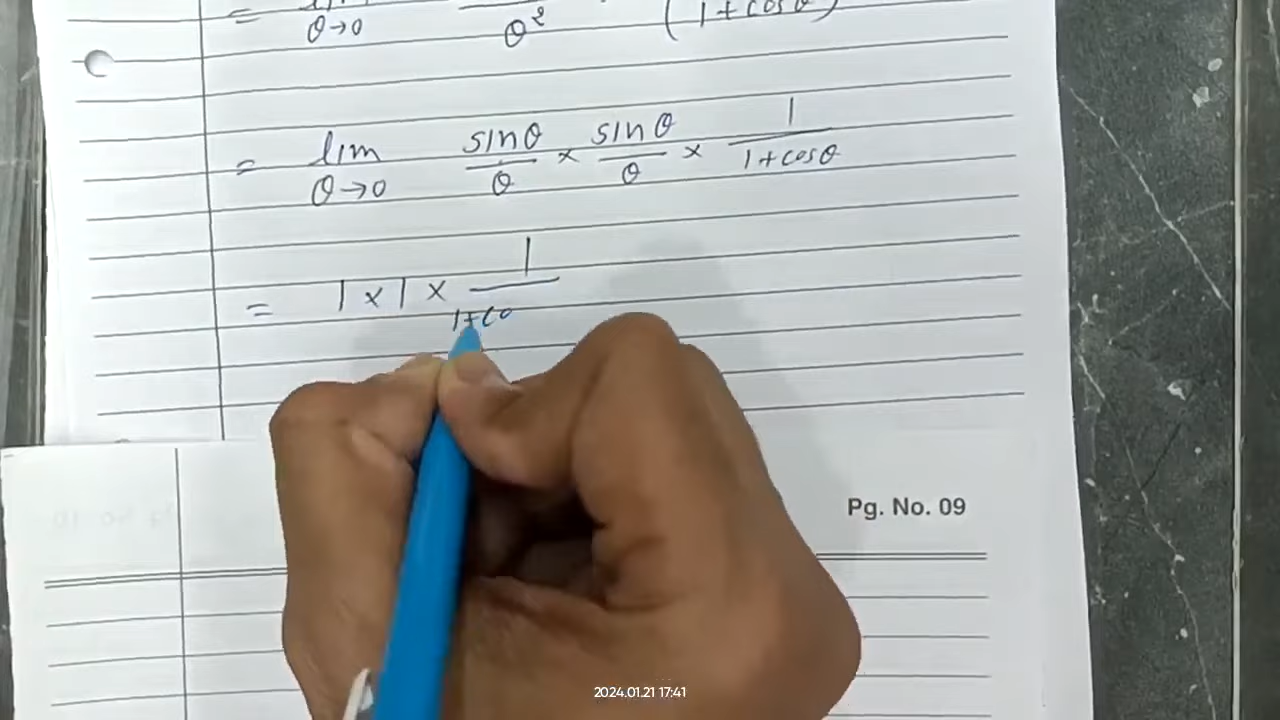 = lim θ→0 θ² (1+cosθ)
= lim θ→0 sinθ/θ × sinθ/θ × 1/1+cosθ
= 1 × 1 × 1/1+co
Pg. No. 09
2024.01.21 17:41